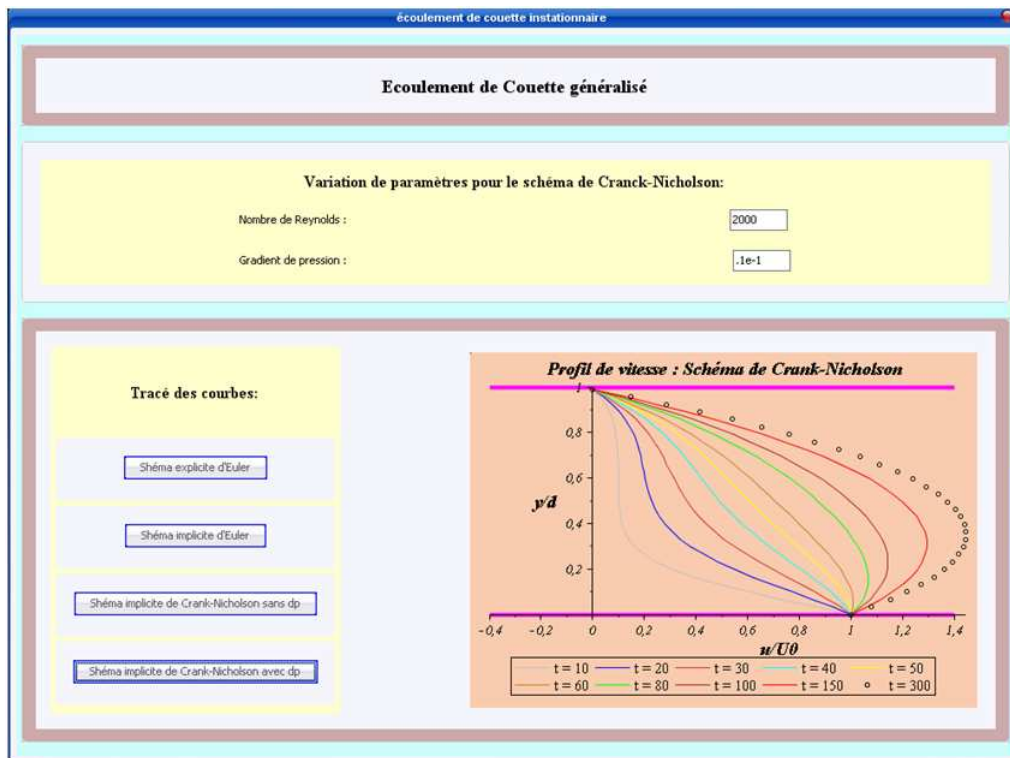 écoulement de couette instationnaire
Ecoulement de Couette généralisé
Variation de paramètres pour le schéma de Cranck-Nicholson:
Nombre de Reynolds :
2000
Gradient de pression :
.1e-1
Tracé des courbes:
Shéma explicite d'Euler
Shéma implicite d'Euler
Shéma implicite de Crank-Nicholson sans dp
Shéma implicite de Crank-Nicholson avec dp
Profil de vitesse : Schéma de Crank-Nicholson
1
0,8
0,6
y/d
0,4
0,2
-0,4 -0,2 0 0,2 0,4 0,6 0,8 1 1,2 1,4
u/U0
t = 10 t = 20 t = 30 t = 40 t = 50
t = 60 t = 80 t = 100 t = 150 t = 300